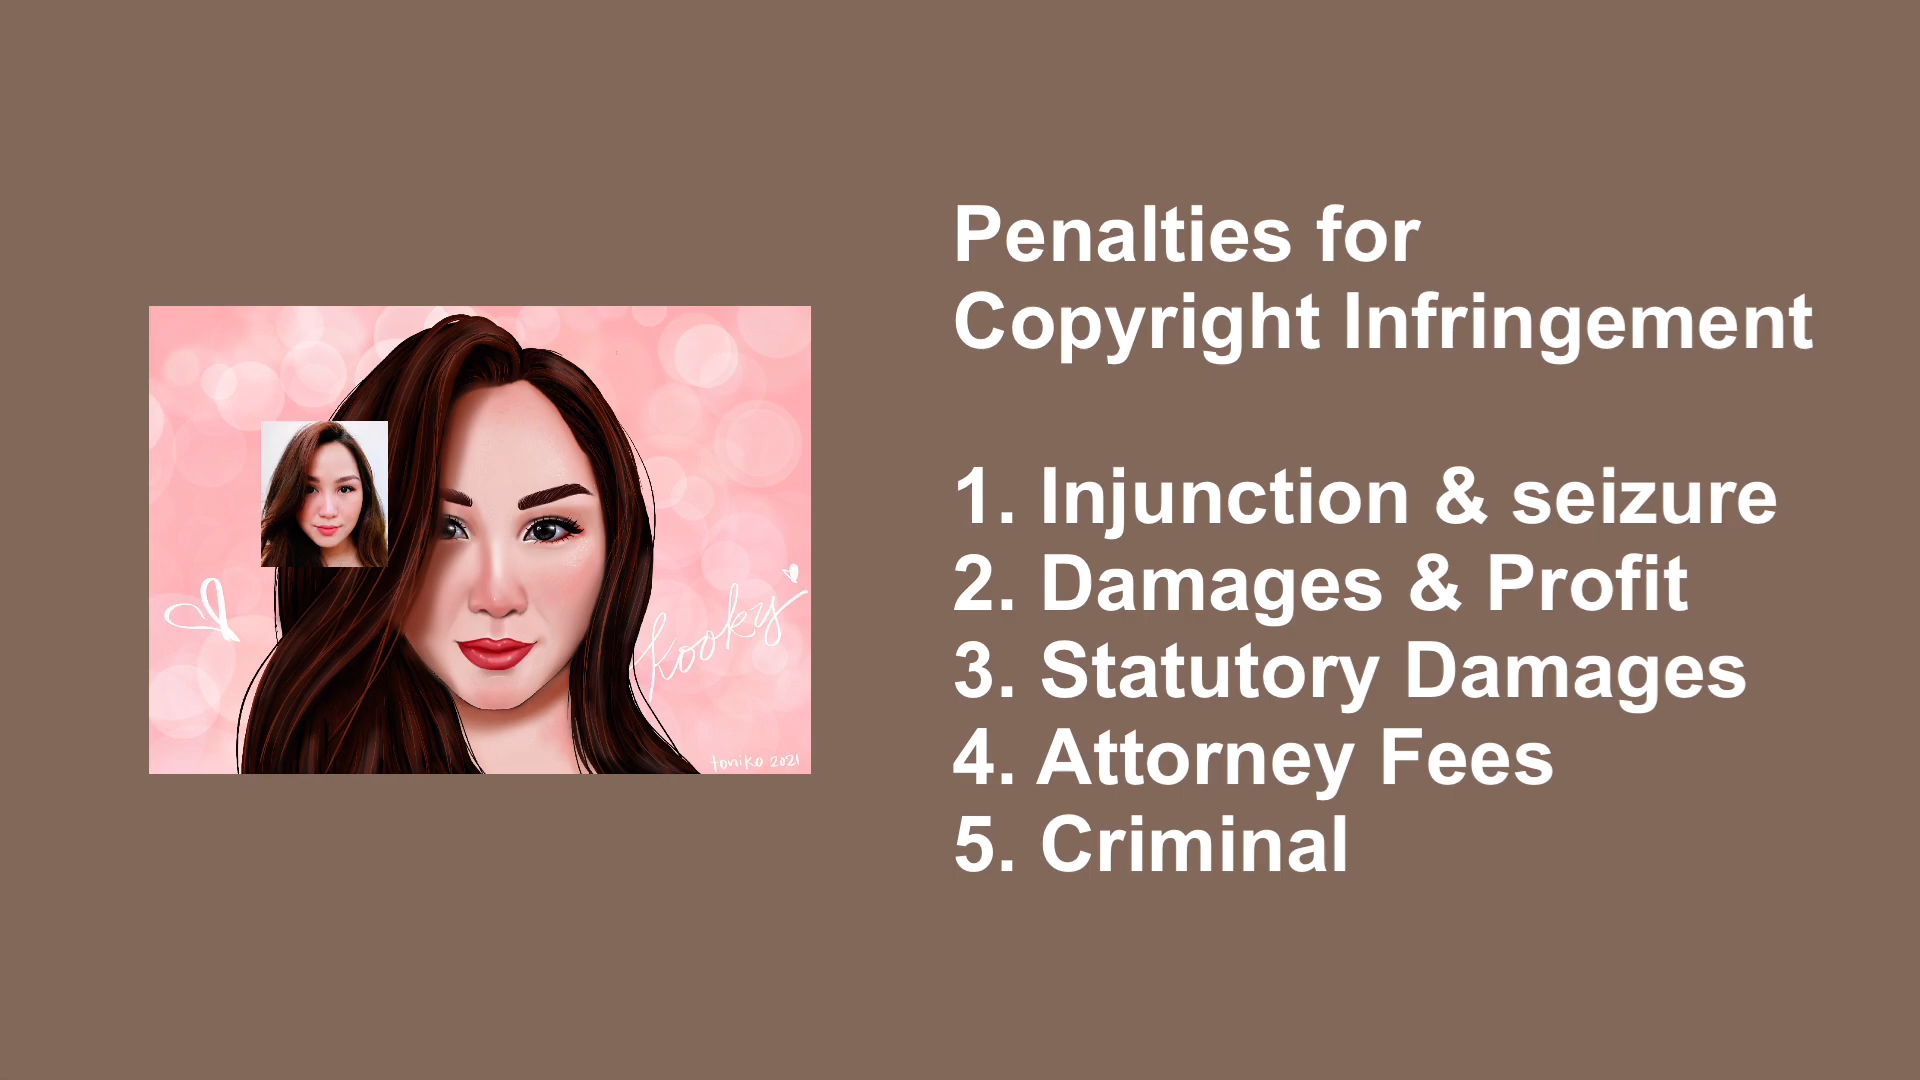 kooky
toniko 2021
Penalties for
Copyright Infringement
1. Injunction & seizure
2. Damages & Profit
3. Statutory Damages
4. Attorney Fees
5. Criminal